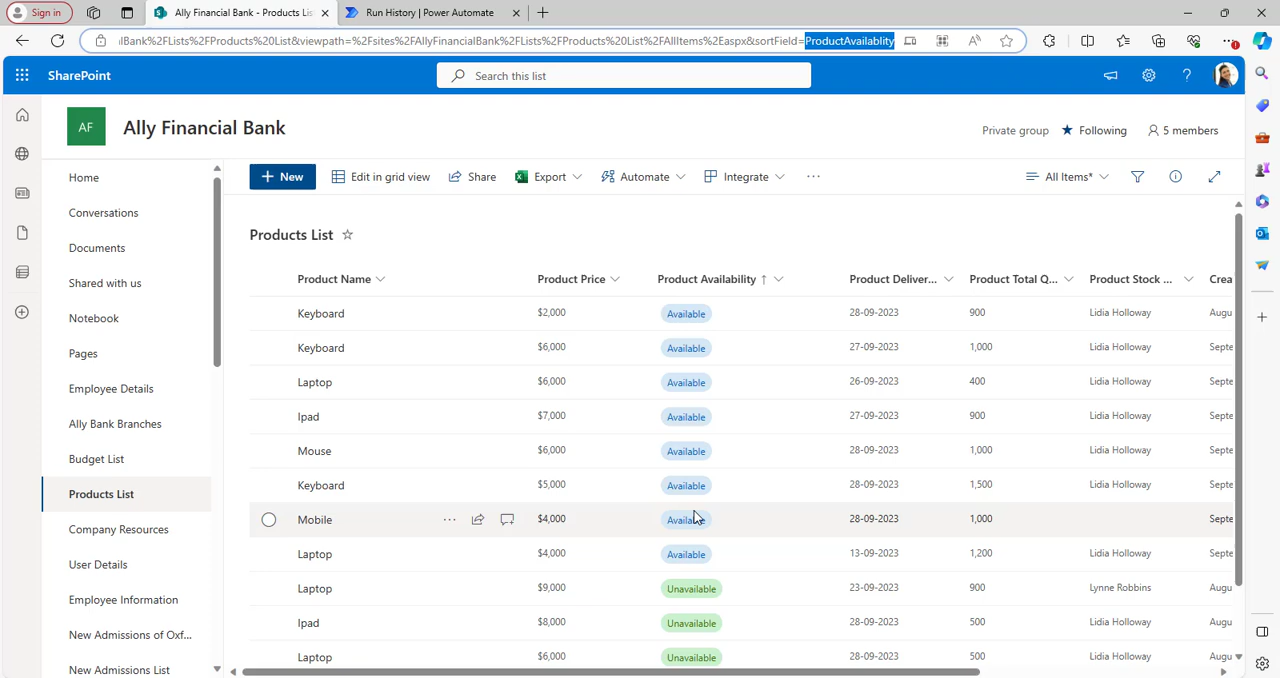 Sign in
Ally Financial Bank - Products Lis
Run History | Power Automate
lBank%2FLists%2FProducts%20List&viewpath=%2Fsites%2FAllyFinancialBank%2FLists%2FProducts%20List%2FAllItems%2Easpx&sortField=ProductAvailablity
SharePoint
Search this list
AF
Ally Financial Bank
Private group
Following
5 members
Home
Conversations
Documents
Shared with us
Notebook
Pages
Employee Details
Ally Bank Branches
Budget List
Products List
Company Resources
User Details
Employee Information
New Admissions of Oxf...
New Admissions List
New
Edit in grid view
Share
Export
Automate
Integrate
All Items*
Products List
Product Name Product Price Product Availability ↑ Product Deliver... Product Total Q... Product Stock ... Crea
Keyboard $2,000 Available 28-09-2023 900 Lidia Holloway Augu
Keyboard $6,000 Available 27-09-2023 1,000 Lidia Holloway Septe
Laptop $6,000 Available 26-09-2023 400 Lidia Holloway Septe
Ipad $7,000 Available 27-09-2023 900 Lidia Holloway Septe
Mouse $6,000 Available 28-09-2023 1,000 Lidia Holloway Septe
Keyboard $5,000 Available 28-09-2023 1,500 Lidia Holloway Septe
Mobile $4,000 Available 28-09-2023 1,000 Septe
Laptop $4,000 Available 13-09-2023 1,200 Lidia Holloway Septe
Laptop $9,000 Unavailable 23-09-2023 900 Lynne Robbins Augu
Ipad $8,000 Unavailable 28-09-2023 500 Lidia Holloway Augu
Laptop $6,000 Unavailable 28-09-2023 500 Lidia Holloway Septe